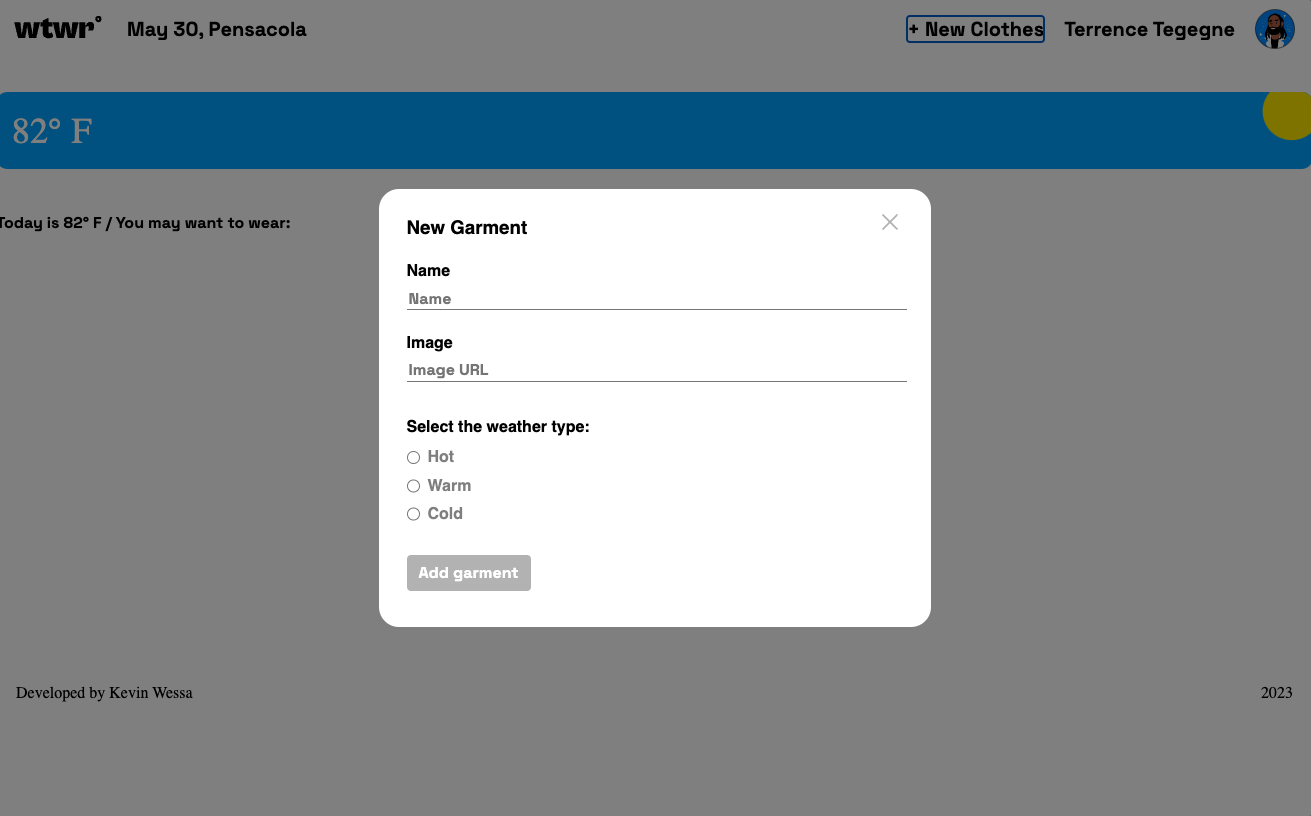 wtwr°
May 30, Pensacola
+ New Clothes
Terrence Tegegne
82° F
Today is 82° F / You may want to wear:
New Garment
Name
Name
Image
Image URL
Select the weather type:
Hot
Warm
Cold
Add garment
Developed by Kevin Wessa
2023